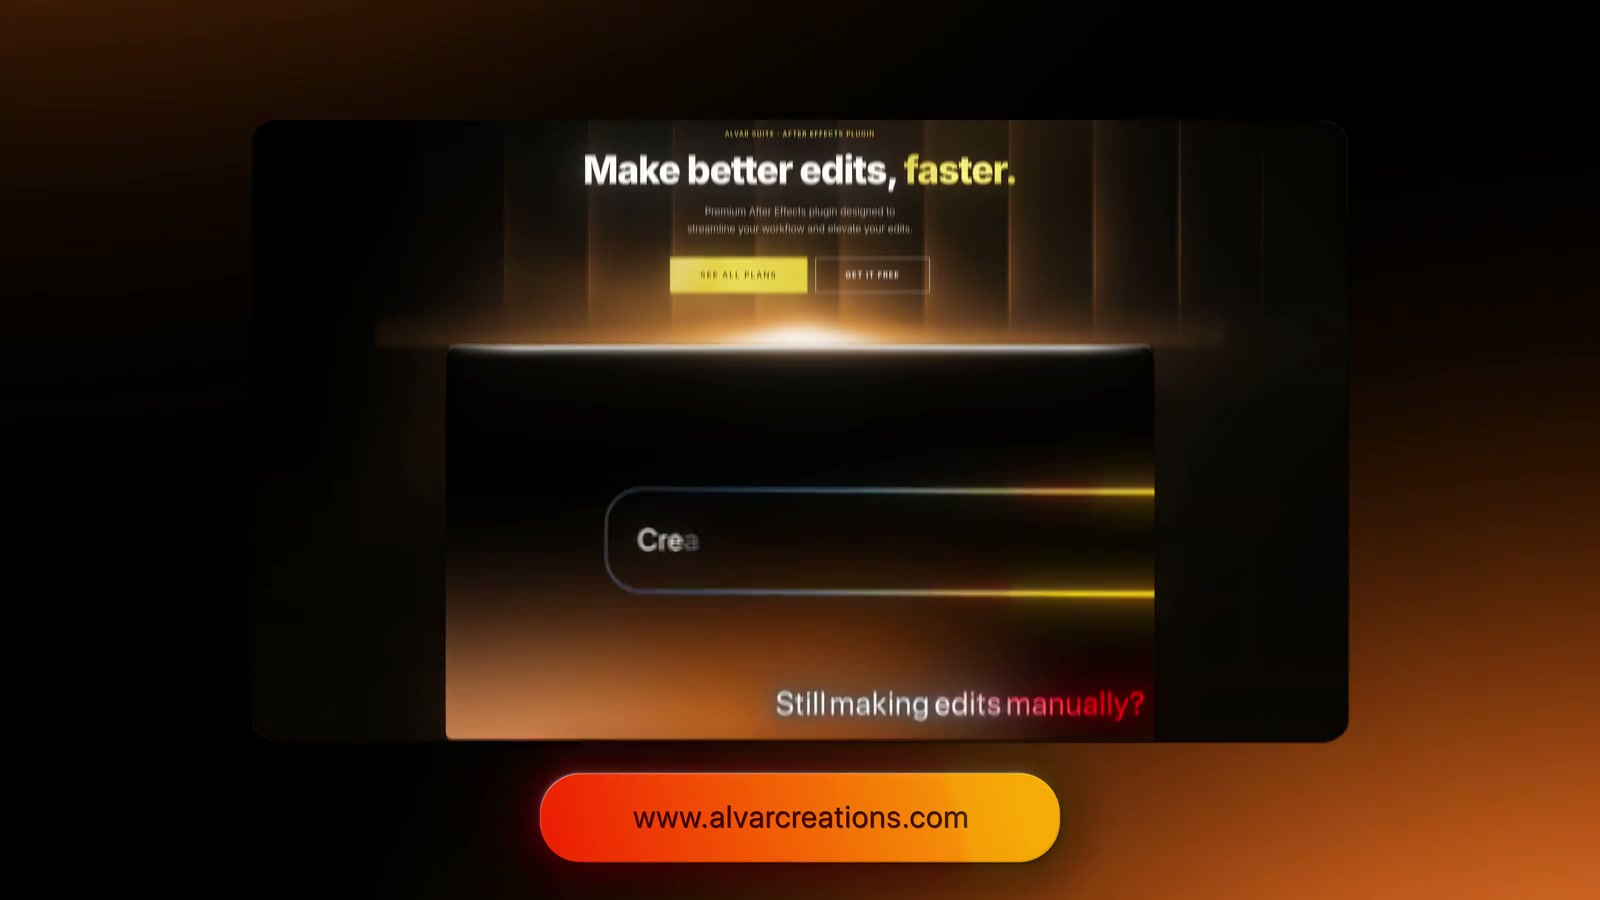 ALVAR SUITE · AFTER EFFECTS PLUGIN
Make better edits, faster.
Premium After Effects plugin designed to
streamline your workflow and elevate your edits.
SEE ALL PLANS
GET IT FREE
Crea
Still making edits manually?
www.alvarcreations.com